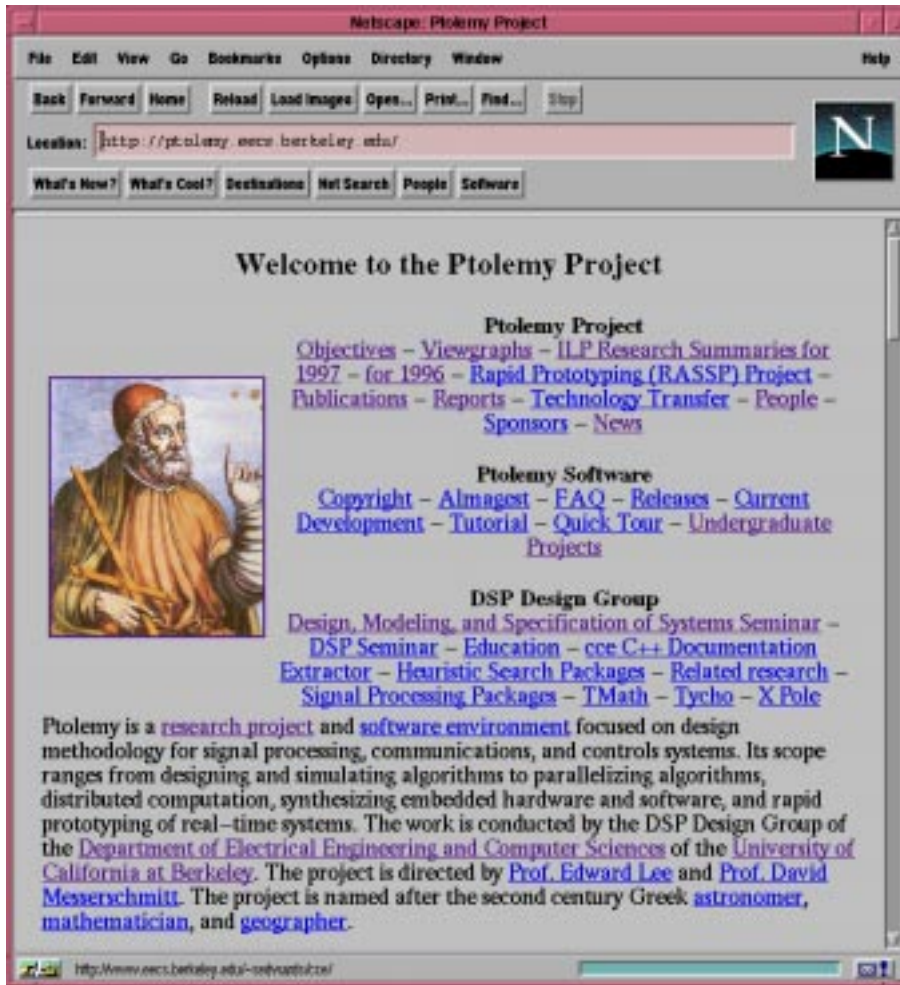 Netscape: Ptolemy Project
File Edit View Go Bookmarks Options Directory Window Help
Back Forward Home Reload Load Images Open... Print... Find... Stop
Location: http://ptolemy.eecs.berkeley.edu/
N
What's New? What's Cool? Destinations Net Search People Software
Welcome to the Ptolemy Project
Ptolemy Project
Objectives – Viewgraphs – ILP Research Summaries for
1997 – for 1996 – Rapid Prototyping (RASSP) Project –
Publications – Reports – Technology Transfer – People –
Sponsors – News
Ptolemy Software
Copyright – Almagest – FAQ – Releases – Current
Development – Tutorial – Quick Tour – Undergraduate
Projects
DSP Design Group
Design, Modeling, and Specification of Systems Seminar –
DSP Seminar – Education – cce C++ Documentation
Extractor – Heuristic Search Packages – Related research –
Signal Processing Packages – TMath – Tycho – X Pole
Ptolemy is a research project and software environment focused on design
methodology for signal processing, communications, and controls systems. Its scope
ranges from designing and simulating algorithms to parallelizing algorithms,
distributed computation, synthesizing embedded hardware and software, and rapid
prototyping of real–time systems. The work is conducted by the DSP Design Group of
the Department of Electrical Engineering and Computer Sciences of the University of
California at Berkeley. The project is directed by Prof. Edward Lee and Prof. David
Messerschmitt. The project is named after the second century Greek astronomer,
mathematician, and geographer.